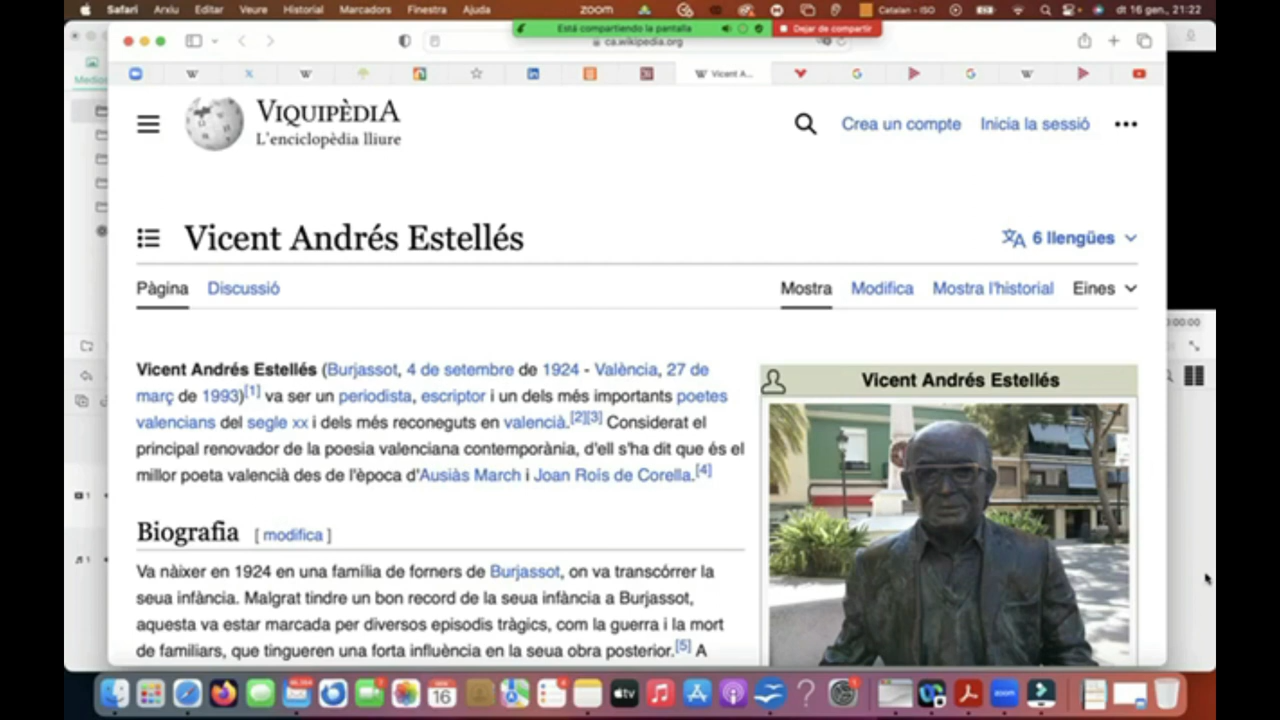 Safari Arxiu Editar Veure Historial Marcadors Finestra Ajuda zoom Catalan - ISO dt 16 gen., 21:22
Está compartiendo la pantalla Dejar de compartir
ca.wikipedia.org
Vicent A...
VIQUIPÈDIA
L'enciclopèdia lliure
Crea un compte Inicia la sessió
Vicent Andrés Estellés
6 llengües
Pàgina Discussió Mostra Modifica Mostra l'historial Eines
Vicent Andrés Estellés (Burjassot, 4 de setembre de 1924 - València, 27 de
març de 1993)[1] va ser un periodista, escriptor i un dels més importants poetes
valencians del segle xx i dels més reconeguts en valencià.[2][3] Considerat el
principal renovador de la poesia valenciana contemporània, d'ell s'ha dit que és el
millor poeta valencià des de l'època d'Ausiàs March i Joan Roís de Corella.[4]
Vicent Andrés Estellés
Biografia [ modifica ]
Va nàixer en 1924 en una família de forners de Burjassot, on va transcórrer la
seua infància. Malgrat tindre un bon record de la seua infància a Burjassot,
aquesta va estar marcada per diversos episodis tràgics, com la guerra i la mort
de familiars, que tingueren una forta influència en la seua obra posterior.[5] A
16
tv
zoom